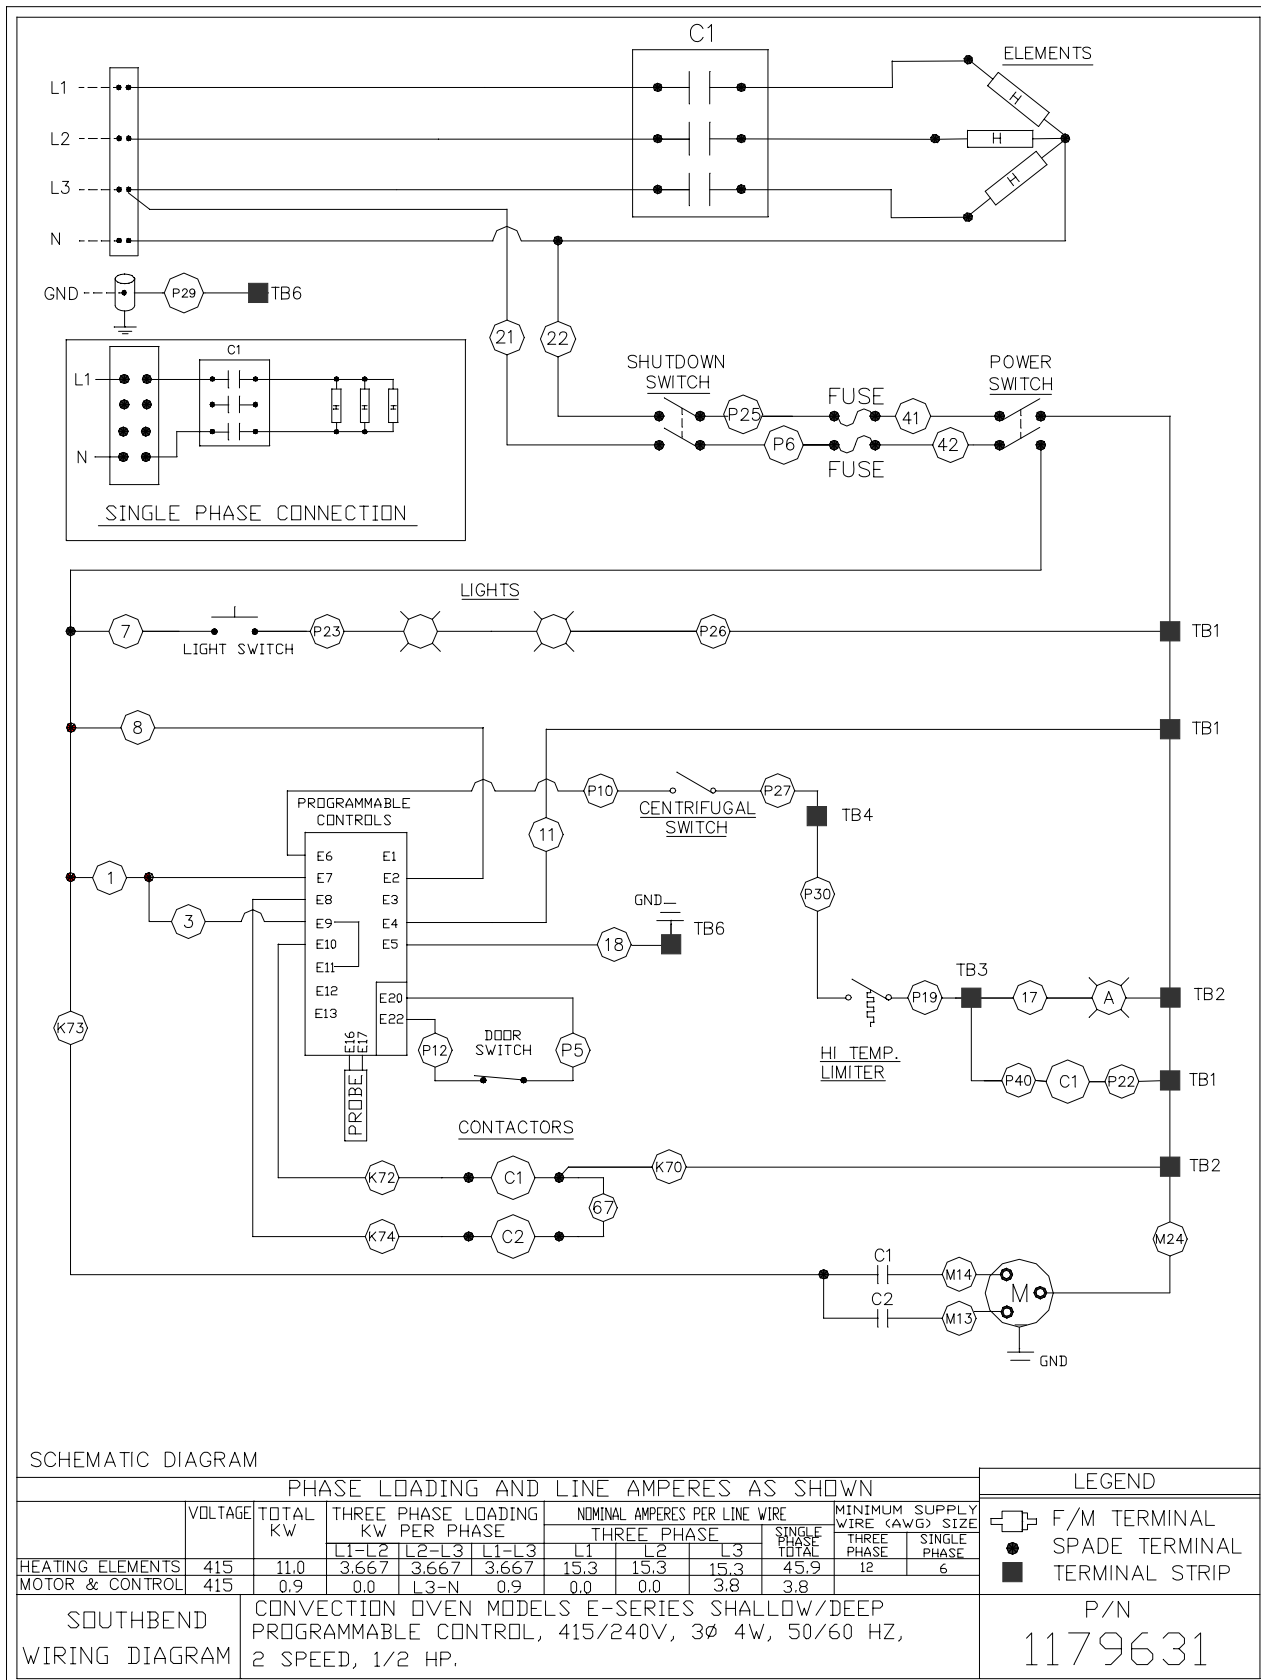 C1
ELEMENTS
L1
H
L2
H
L3
H
N
GND
P29
TB6
21
22
C1
L1
H H H
N
SINGLE PHASE CONNECTION
SHUTDOWN
SWITCH
POWER
SWITCH
FUSE
P25
41
P6
42
FUSE
LIGHTS
7
P23
P26
TB1
LIGHT SWITCH
8
TB1
P10
P27
CENTRIFUGAL
SWITCH
TB4
PROGRAMMABLE
CONTROLS
11
E6 E1
1
E7 E2
E8 E3
3
E9 E4
E10 E5
E11
E12 E20
E13 E22
E16
E17
PROBE
P30
GND
TB6
18
TB3
P19
17
A
TB2
K73
P12
DOOR
SWITCH
P5
HI TEMP.
LIMITER
P40
C1
P22
TB1
CONTACTORS
K72
C1
K70
TB2
67
K74
C2
M24
C1
M14
M
C2
M13
GND
SCHEMATIC DIAGRAM
PHASE LOADING AND LINE AMPERES AS SHOWN
VOLTAGE
TOTAL
KW
THREE PHASE LOADING
KW PER PHASE
L1-L2 L2-L3 L1-L3
NOMINAL AMPERES PER LINE WIRE
THREE PHASE
L1 L2 L3
SINGLE
PHASE
TOTAL
MINIMUM SUPPLY
WIRE (AWG) SIZE
THREE
PHASE
SINGLE
PHASE
HEATING ELEMENTS 415 11.0 3.667 3.667 3.667 15.3 15.3 15.3 45.9 12 6
MOTOR & CONTROL 415 0.9 0.0 L3-N 0.9 0.0 0.0 3.8 3.8
LEGEND
F/M TERMINAL
SPADE TERMINAL
TERMINAL STRIP
SOUTHBEND
WIRING DIAGRAM
CONVECTION OVEN MODELS E-SERIES SHALLOW/DEEP
PROGRAMMABLE CONTROL, 415/240V, 3Ø 4W, 50/60 HZ,
2 SPEED, 1/2 HP.
P/N
1179631